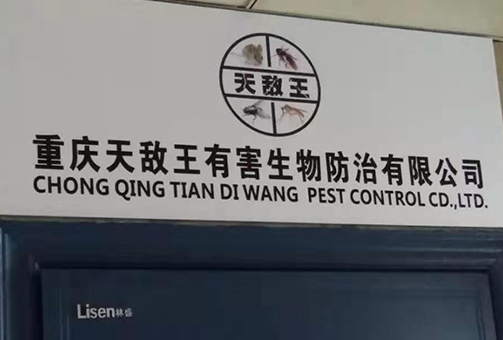 天敌王
重庆天敌王有害生物防治有限公司
CHONG QING TIAN DI WANG PEST CONTROL CD.,LTD.
Lisen林盛